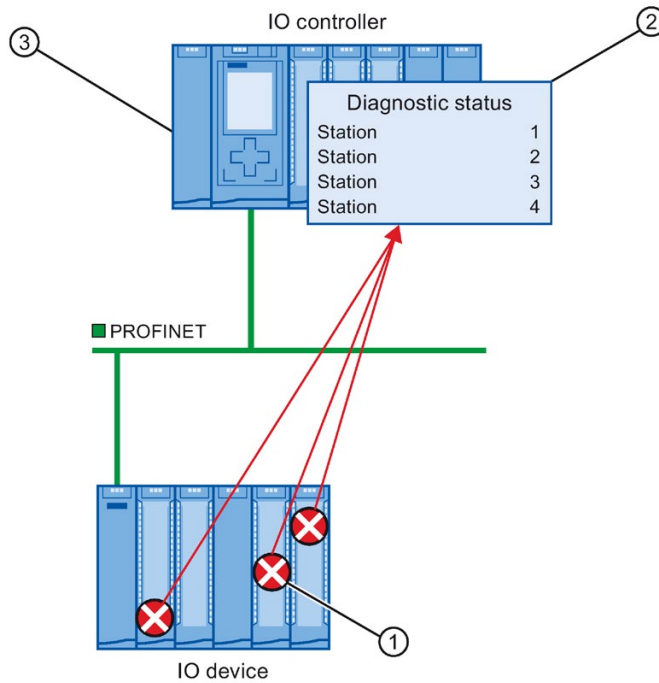 IO controller
3
2
Diagnostic status
Station 1
Station 2
Station 3
Station 4
PROFINET
1
IO device